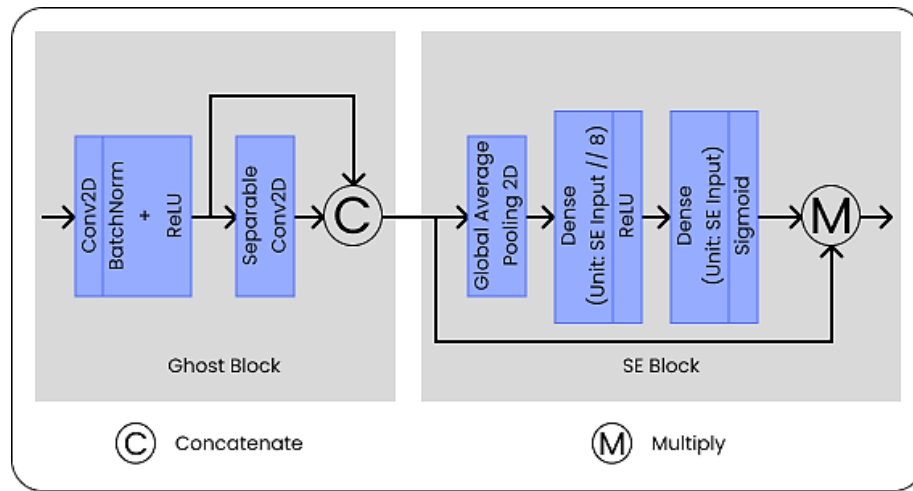 Conv2D
BatchNorm
+
ReLU
Separable
Conv2D
C
Global Average
Pooling 2D
Dense
(Unit: SE Input // 8)
ReLU
Dense
(Unit: SE Input)
Sigmoid
M
Ghost Block
SE Block
C Concatenate
M Multiply